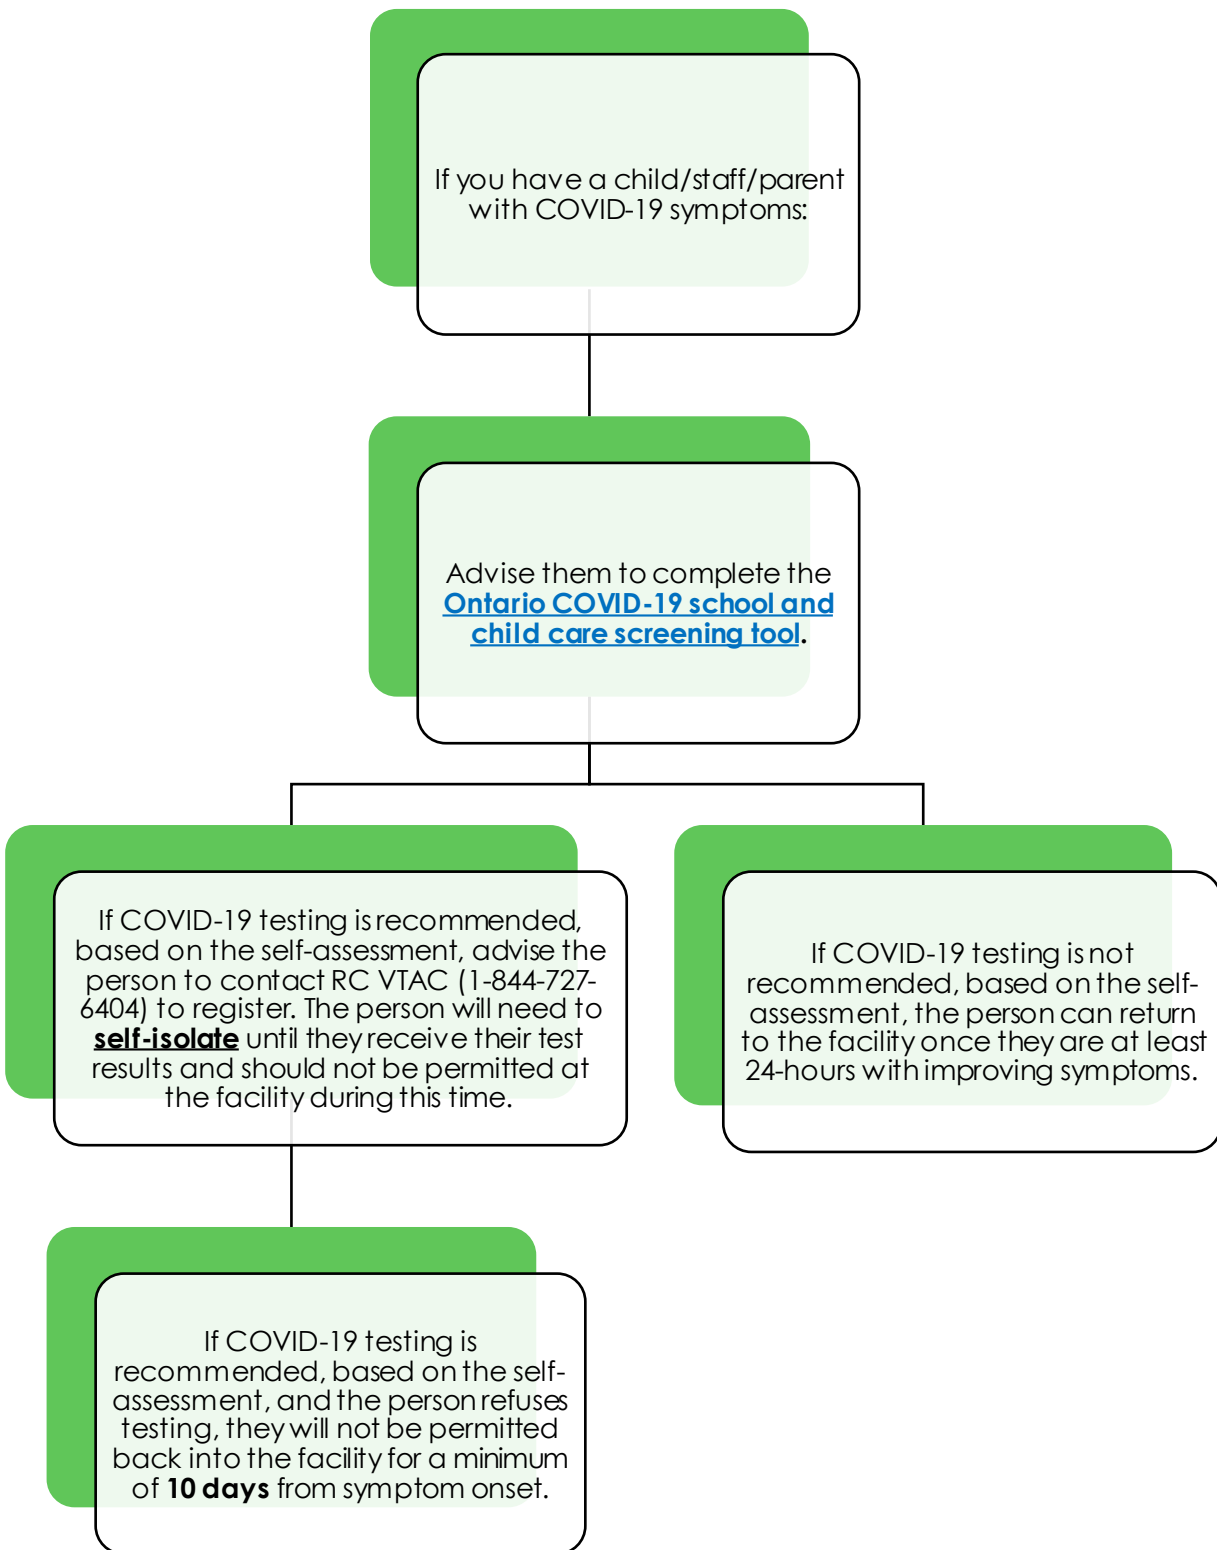 If you have a child/staff/parent
with COVID-19 symptoms:
Advise them to complete the
Ontario COVID-19 school and
child care screening tool.
If COVID-19 testing is recommended,
based on the self-assessment, advise the
person to contact RC VTAC (1-844-727-
6404) to register. The person will need to
self-isolate until they receive their test
results and should not be permitted at
the facility during this time.
If COVID-19 testing is not
recommended, based on the self-
assessment, the person can return
to the facility once they are at least
24-hours with improving symptoms.
If COVID-19 testing is
recommended, based on the self-
assessment, and the person refuses
testing, they will not be permitted
back into the facility for a minimum
of 10 days from symptom onset.